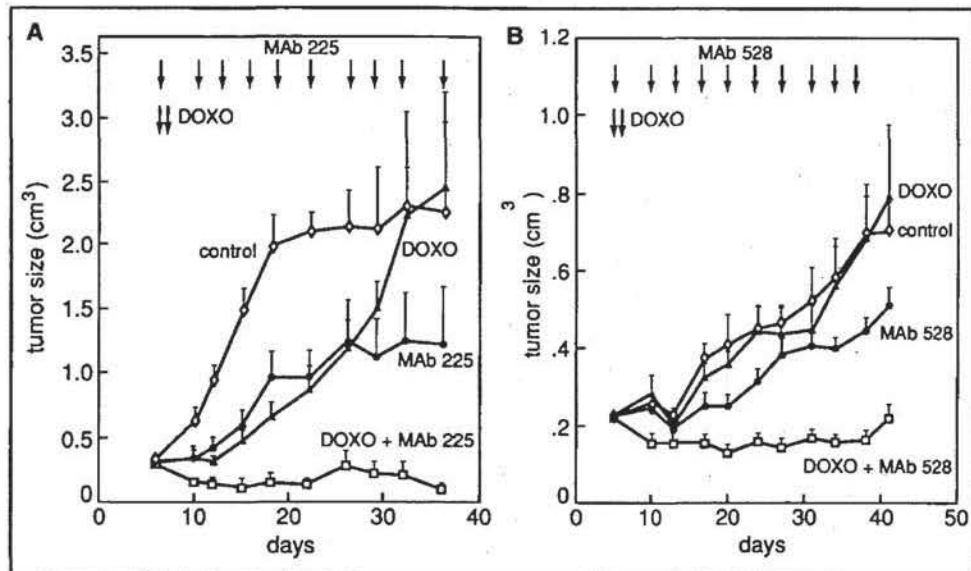 A
MAb 225
DOXO
3.5
3.0
2.5
2.0
1.5
1.0
0.5
0
tumor size (cm³)
control
DOXO
MAb 225
DOXO + MAb 225
0 10 20 30 40
days
B
MAb 528
DOXO
1.2
1.0
0.8
0.6
0.4
.2
0
tumor size (cm³)
DOXO
control
MAb 528
DOXO + MAb 528
0 10 20 30 40 50
days